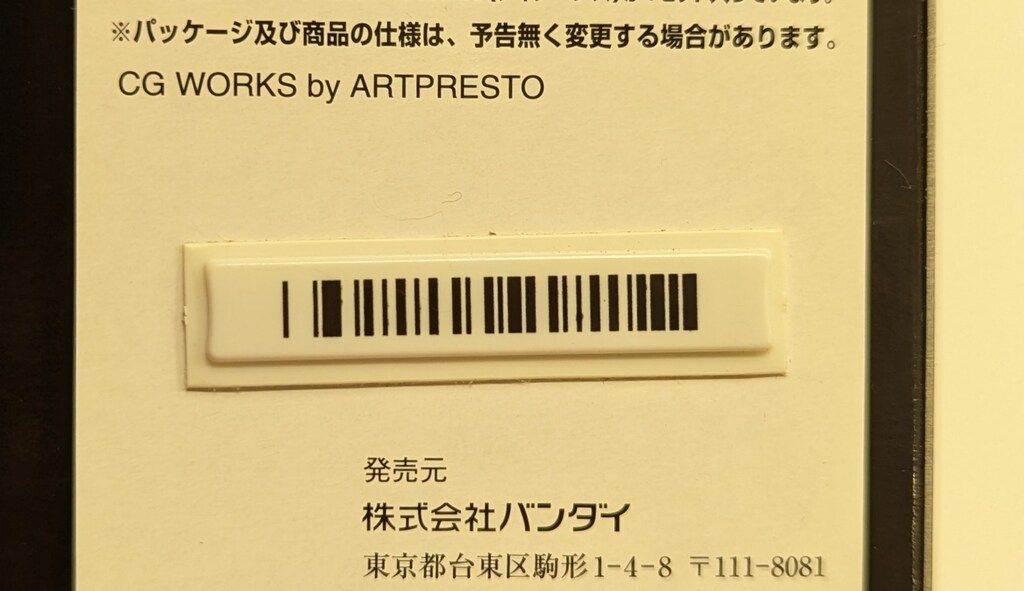 ※パッケージ及び商品の仕様は、予告無く変更する場合があります。
CG WORKS by ARTPRESTO
発売元
株式会社バンダイ
東京都台東区駒形1-4-8 〒111-8081